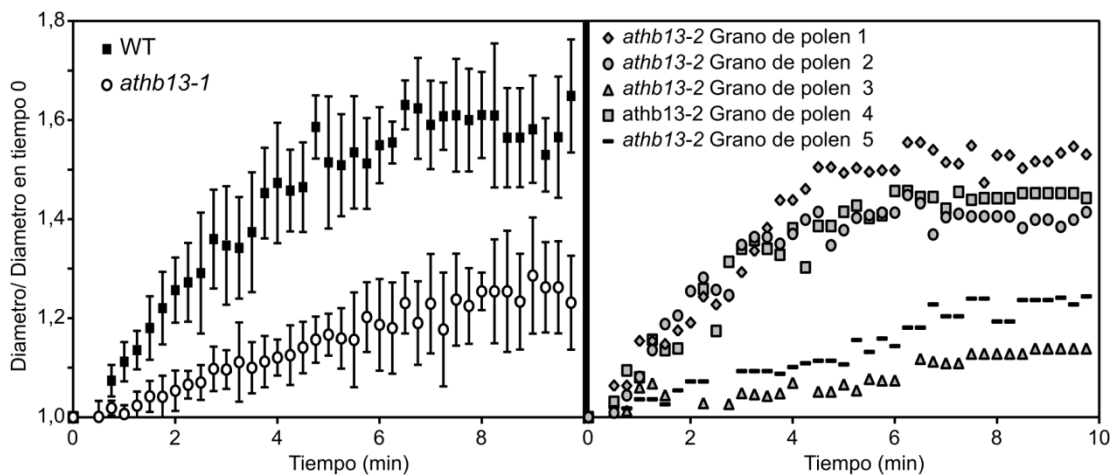 Diametro/ Diametro en tiempo 0
1,8
1,6
1,4
1,2
1,0
WT
athb13-1
0 2 4 6 8
Tiempo (min)
athb13-2 Grano de polen 1
athb13-2 Grano de polen 2
athb13-2 Grano de polen 3
athb13-2 Grano de polen 4
athb13-2 Grano de polen 5
0 2 4 6 8 10
Tiempo (min)